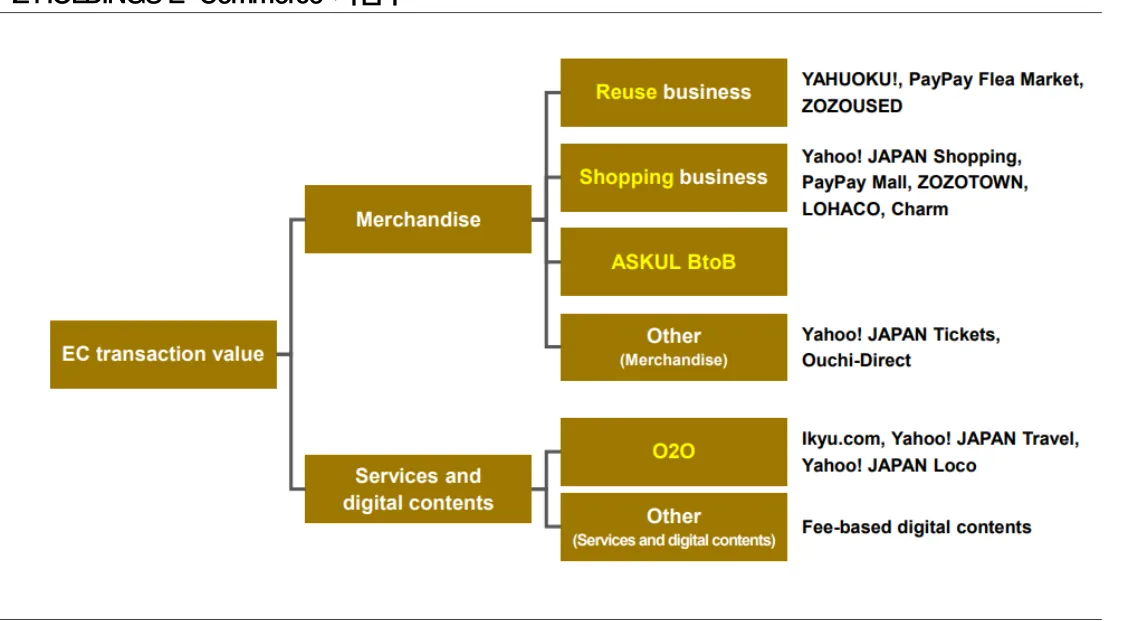 Reuse business
YAHUOKU!, PayPay Flea Market,
ZOZOUSED
Shopping business
Yahoo! JAPAN Shopping,
PayPay Mall, ZOZOTOWN,
LOHACO, Charm
Merchandise
ASKUL BtoB
Other
(Merchandise)
Yahoo! JAPAN Tickets,
Ouchi-Direct
EC transaction value
O2O
Ikyu.com, Yahoo! JAPAN Travel,
Yahoo! JAPAN Loco
Services and
digital contents
Other
(Services and digital contents)
Fee-based digital contents